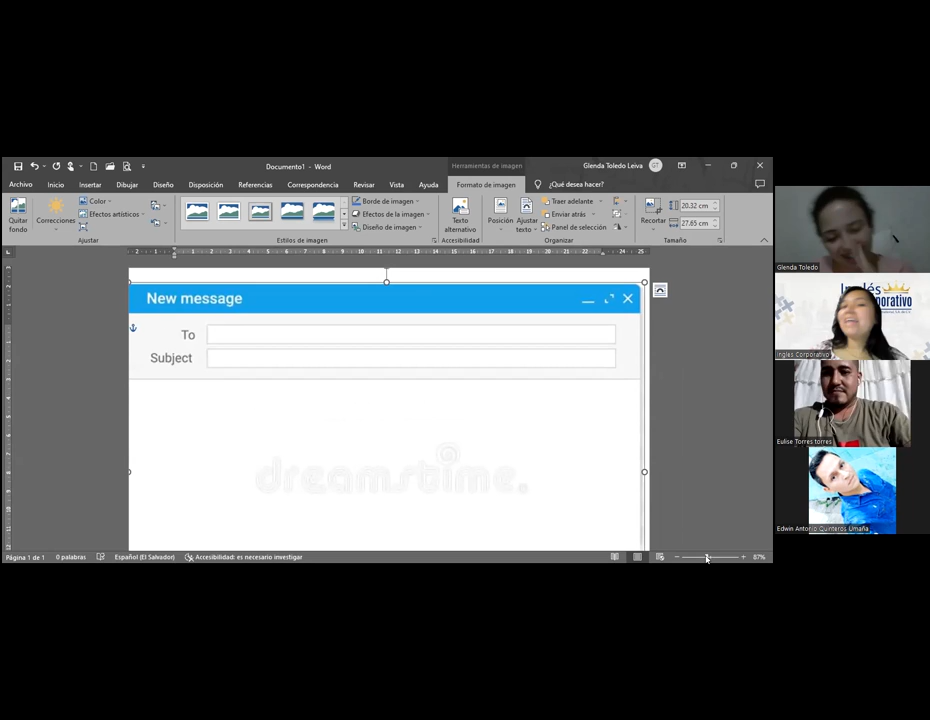 Documento1 - Word
Herramientas de imagen
Glenda Toledo Leiva
GT
Archivo Inicio Insertar Dibujar Diseño Disposición Referencias Correspondencia Revisar Vista Ayuda Formato de imagen ¿Qué desea hacer?
Quitar fondo
Correcciones
Color
Efectos artísticos
Ajustar
Estilos de imagen
Borde de imagen
Efectos de la imagen
Diseño de imagen
Texto alternativo
Accesibilidad
Posición
Ajustar texto
Traer adelante
Enviar atrás
Panel de selección
Organizar
Recortar
20.32 cm
27.65 cm
Tamaño
New message
To
Subject
dreamstime.
Página 1 de 1 0 palabras Español (El Salvador) Accesibilidad: es necesario investigar 87%
Glenda Toledo
Inglés
Ingles Corporativo
Eulise Torres torres
Edwin Antonio Quinteros Umaña